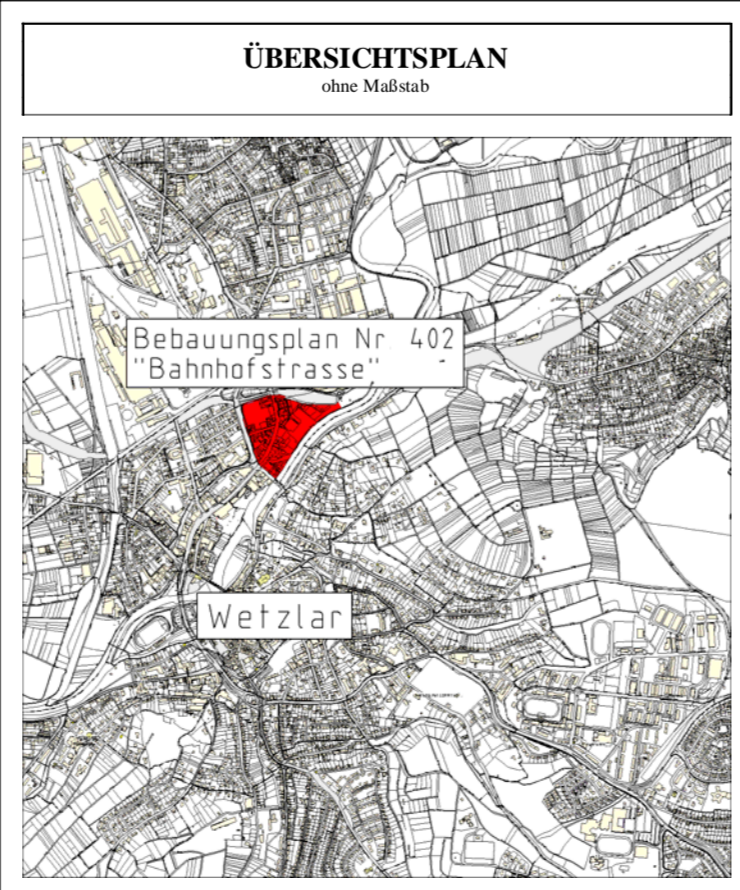 ÜBERSICHTSPLAN
ohne Maßstab
Bebauungsplan Nr. 402
"Bahnhofstrasse"
Wetzlar